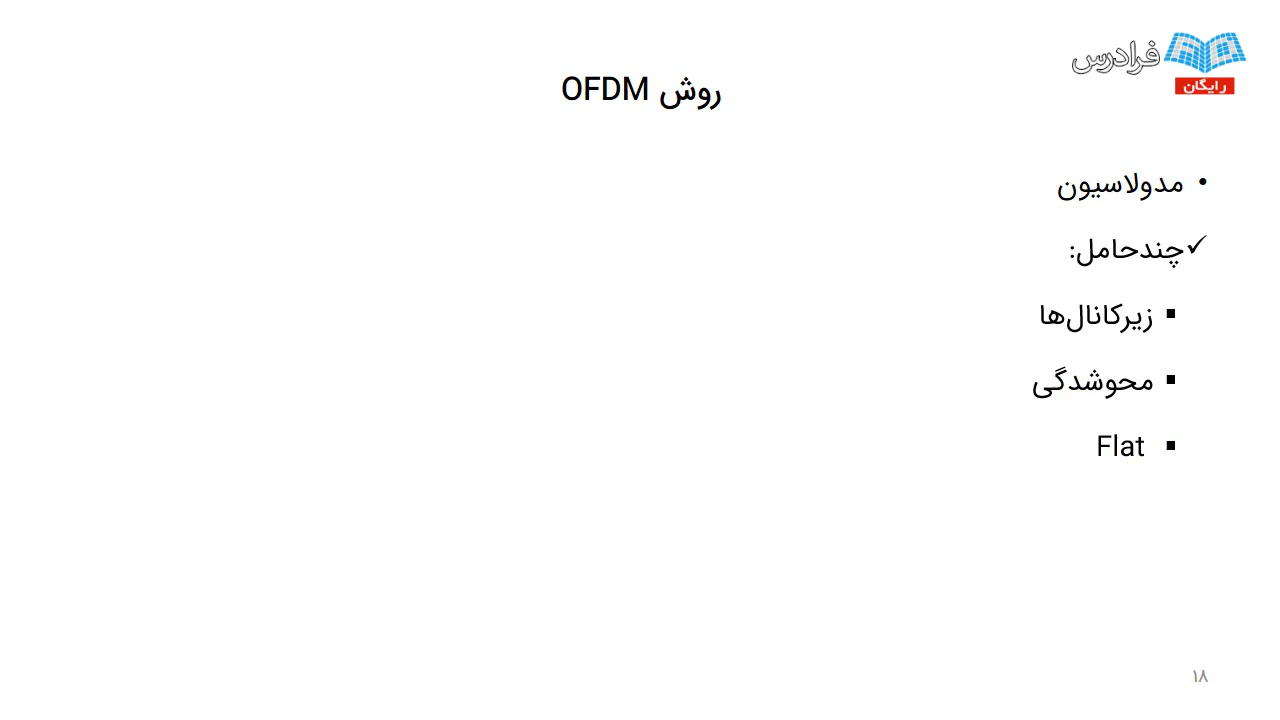 فرادرس
رایگان
روش OFDM
• مدولاسیون
✓ چندحامل:
▪ زیرکانال‌ها
▪ محوشدگی
▪ Flat
۱۸